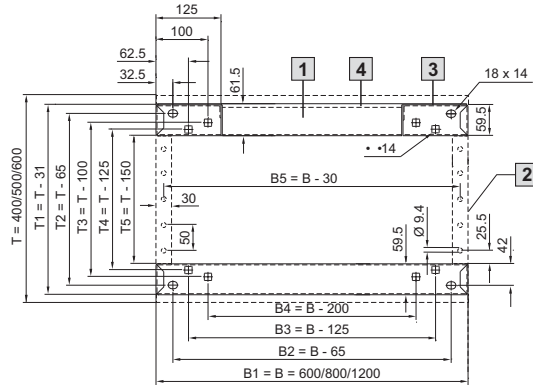 125
100
62.5
32.5
61.5
1
4
3
18 x 14
59.5
14
2
B5 = B - 30
30
50
Ø 9.4
59.5
25.5
42
T = 400/500/600
T1 = T - 31
T2 = T - 65
T3 = T - 100
T4 = T - 125
T5 = T - 150
B4 = B - 200
B3 = B - 125
B2 = B - 65
B1 = B = 600/800/1200